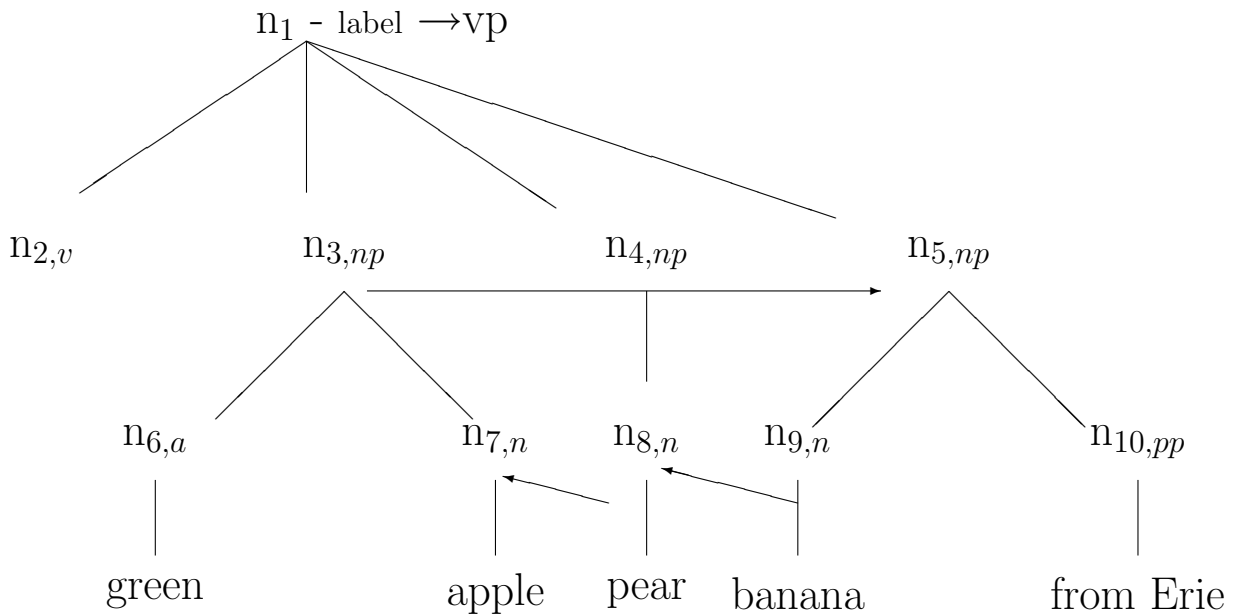 n₁ - label →vp
n₂,ᵥ n₃,ₙₚ n₄,ₙₚ n₅,ₙₚ
n₆,ₐ n₇,ₙ n₈,ₙ n₉,ₙ n₁₀,ₚₚ
green apple pear banana from Erie